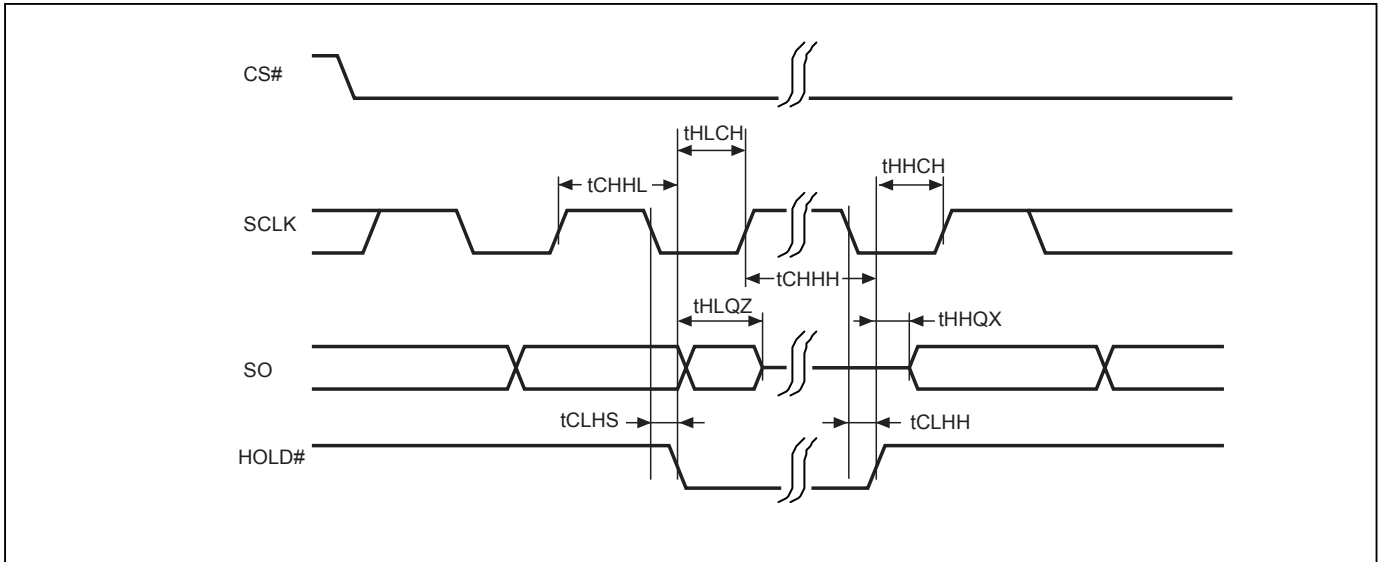 CS#
tHLCH
tHHCH
tCHHL
SCLK
tCHHH
tHLQZ
tHHQX
SO
tCLHS
tCLHH
HOLD#